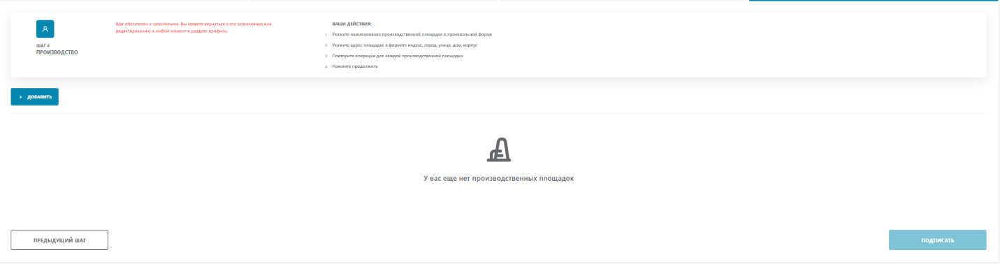 ШАГ 4
ПРОИЗВОДСТВО
Шаг обязателен к заполнению. Вы можете вернуться к его заполнению или
редактированию в любой момент в разделе профиль.
ВАШИ ДЕЙСТВИЯ:
1 Укажите наименование производственной площадке в произвольной форме
2 Укажите адрес площадке в формате индекс, город, улица, дом, корпус
3 Повторите операции для каждой производственной площадки
4 Нажмите продолжить
+ ДОБАВИТЬ
У вас еще нет производственных площадок
ПРЕДЫДУЩИЙ ШАГ
ПОДПИСАТЬ